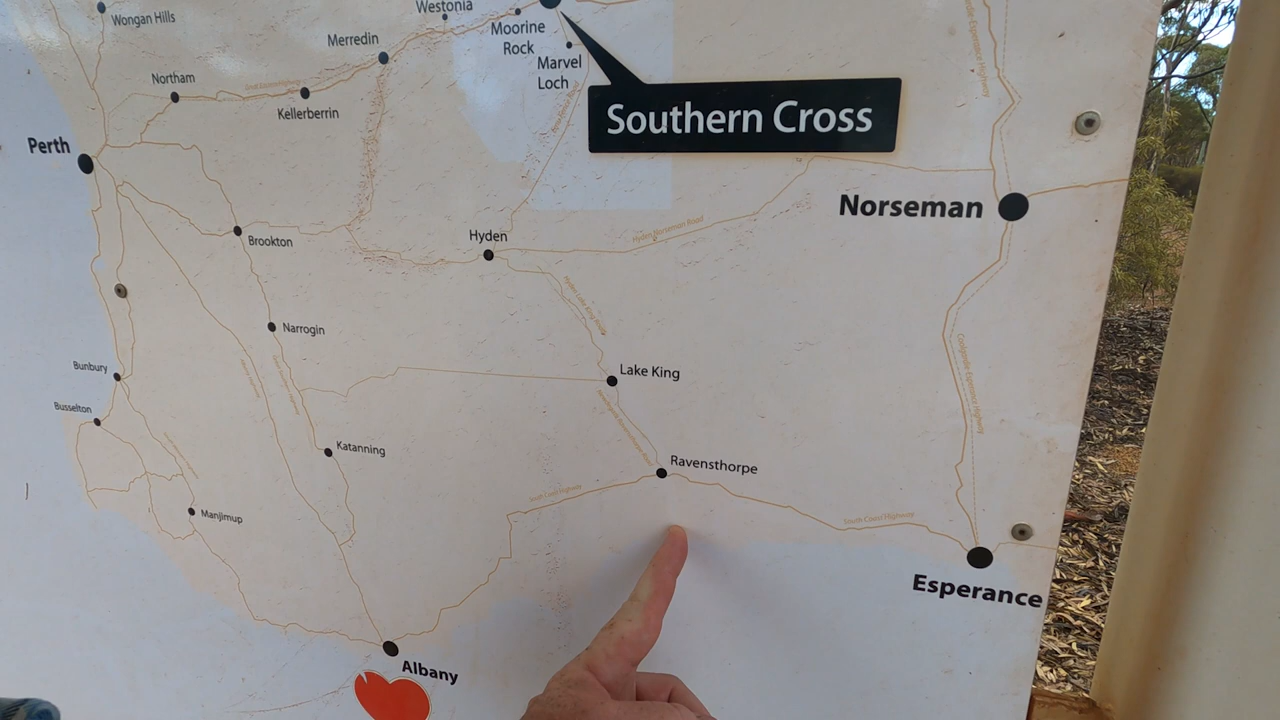 Westonia
Wongan Hills
Moorine
Rock
Merredin
Marvel
Loch
Northam
Kellerberrin
Southern Cross
Perth
Norseman
Hyden
Hyden Norseman Road
Brookton
Narrogin
Bunbury
Lake King
Busselton
Coolgardie Esperance Highway
Katanning
Ravensthorpe
South Coast Highway
South Coast Highway
Manjimup
Esperance
Albany